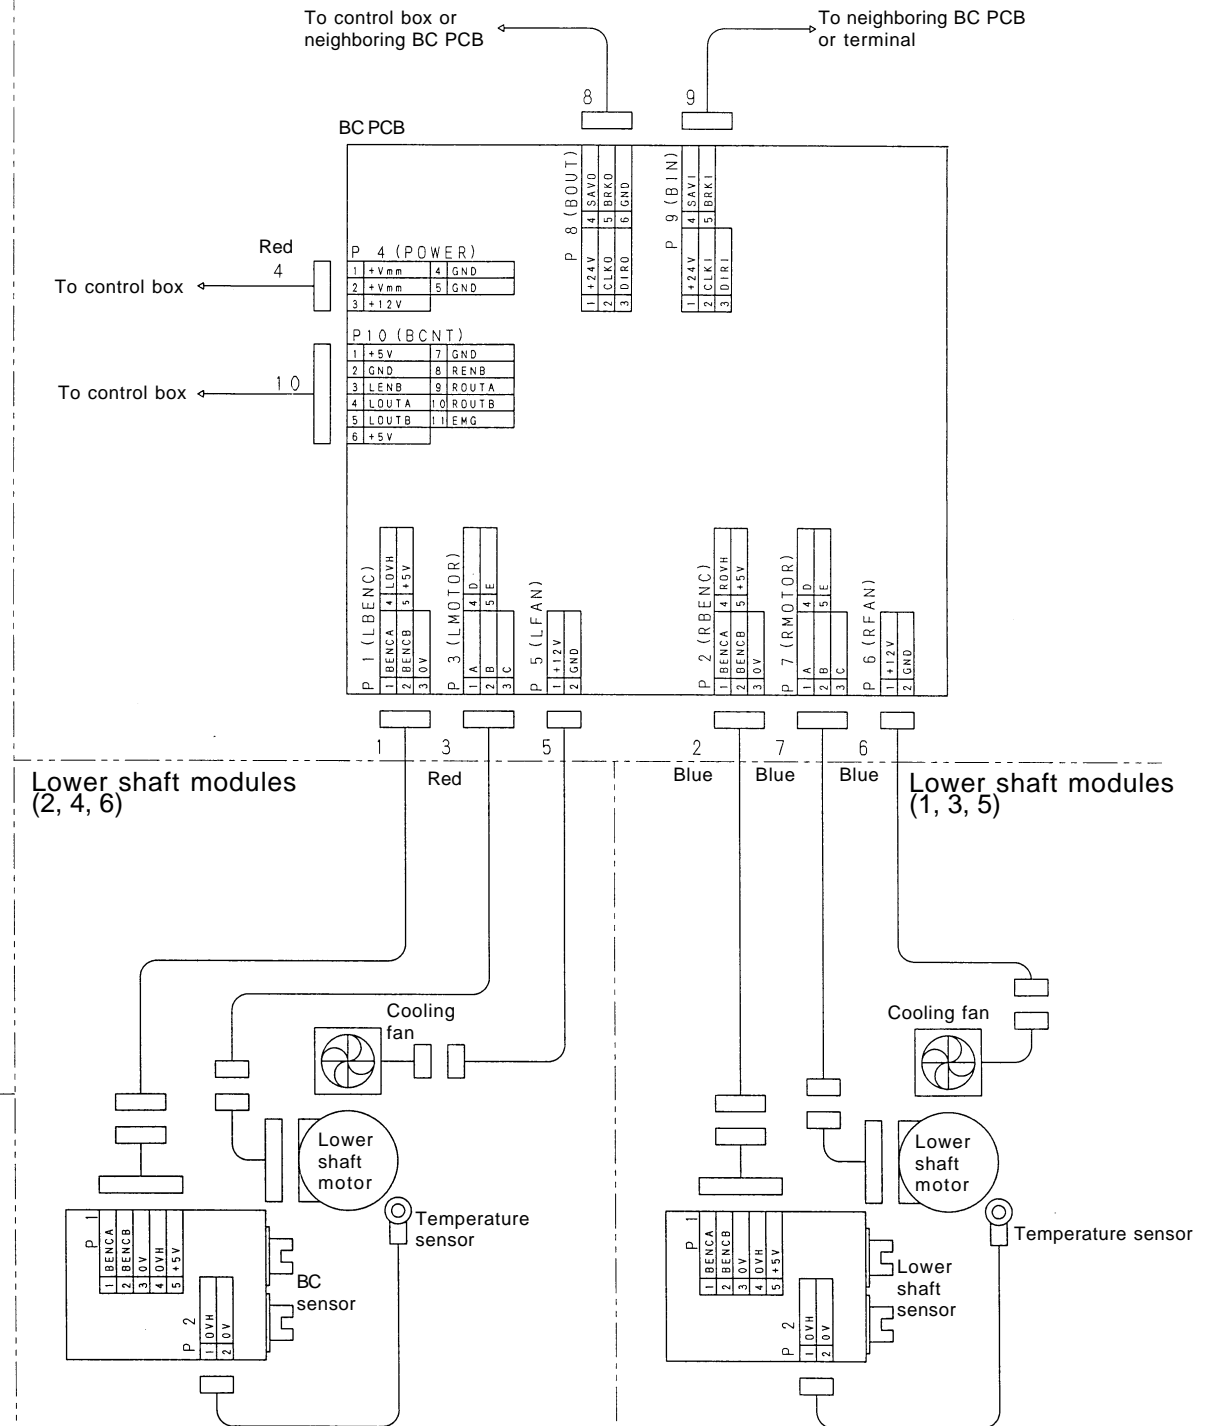 To control box or
neighboring BC PCB
To neighboring BC PCB
or terminal
8
9
BC PCB
P 8 (BOUT)
1 +24V 4 SAVO
2 CLKO 5 BRKO
3 DIRO 6 GND
P 9 (BIN)
1 +24V 4 SAVI
2 CLKI 5 BRKI
3 DIRI
Red
4
To control box
P 4 (POWER)
1 +Vmm 4 GND
2 +Vmm 5 GND
3 +12V
10
To control box
P10 (BCNT)
1 +5V 7 GND
2 GND 8 RENB
3 LENB 9 ROUTA
4 LOUTA 10 ROUTB
5 LOUTB 11 EMG
6 +5V
P 1 (LBENC)
1 BENCA 4 LOVH
2 BENCB 5 +5V
3 0V
P 3 (LMOTOR)
1 A 4 D
2 B 5 E
3 C
P 5 (LFAN)
1 +12V
2 GND
P 2 (RBENC)
1 BENCA 4 ROVH
2 BENCB 5 +5V
3 0V
P 7 (RMOTOR)
1 A 4 D
2 B 5 E
3 C
P 6 (RFAN)
1 +12V
2 GND
1
3
5
2
7
6
Red
Blue
Blue
Blue
Lower shaft modules
(2, 4, 6)
Lower shaft modules
(1, 3, 5)
Cooling
fan
Lower
shaft
motor
Temperature
sensor
P 1
1 BENCA
2 BENCB
3 0V
4 OVH
5 +5V
BC
sensor
P 2
1 OVH
2 0V
Cooling fan
Lower
shaft
motor
Temperature sensor
P 1
1 BENCA
2 BENCB
3 0V
4 OVH
5 +5V
Lower
shaft
sensor
P 2
1 OVH
2 0V